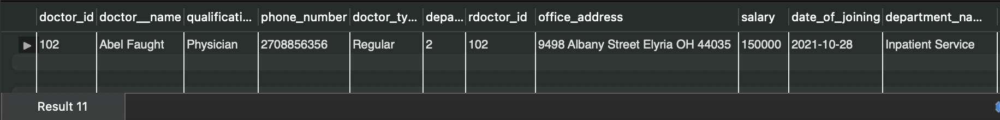 doctor_id doctor__name qualificati... phone_number doctor_ty... depa... rdoctor_id office_address salary date_of_joining department_na...
102 Abel Faught Physician 2708856356 Regular 2 102 9498 Albany Street Elyria OH 44035 150000 2021-10-28 Inpatient Service
Result 11